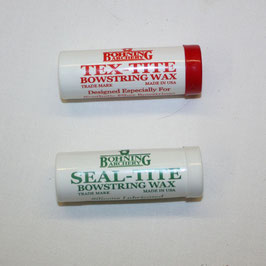 BOHNING
ARCHERY
TEX-TITE
BOWSTRING WAX
TRADE MARK MADE IN USA
Designed Especially For
BOHNING
ARCHERY
SEAL-TITE
BOWSTRING WAX
TRADE MARK MADE IN USA